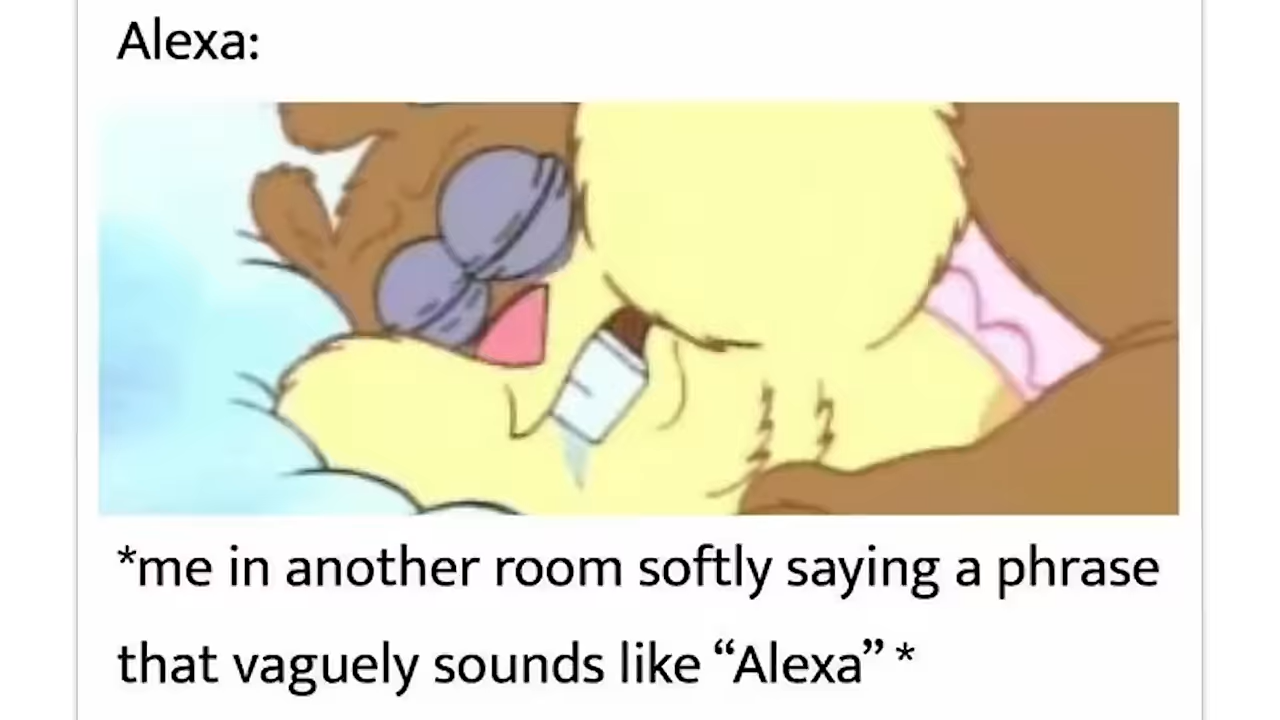 Alexa:
*me in another room softly saying a phrase
that vaguely sounds like “Alexa” *